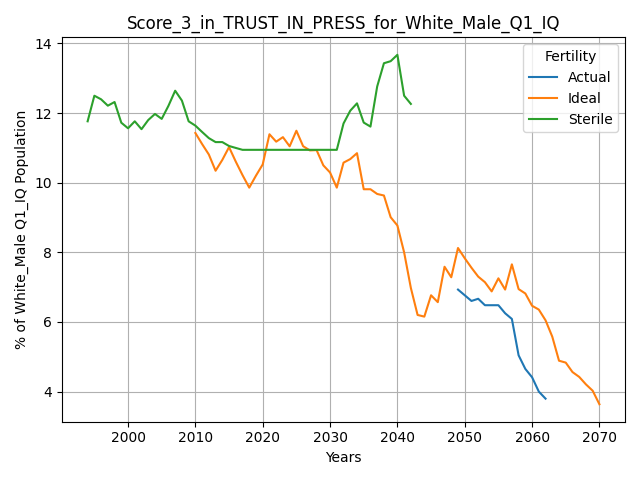 Score_3_in_TRUST_IN_PRESS_for_White_Male_Q1_IQ
% of White_Male Q1_IQ Population
14
12
10
8
6
4
Fertility
Actual
Ideal
Sterile
2000 2010 2020 2030 2040 2050 2060 2070
Years